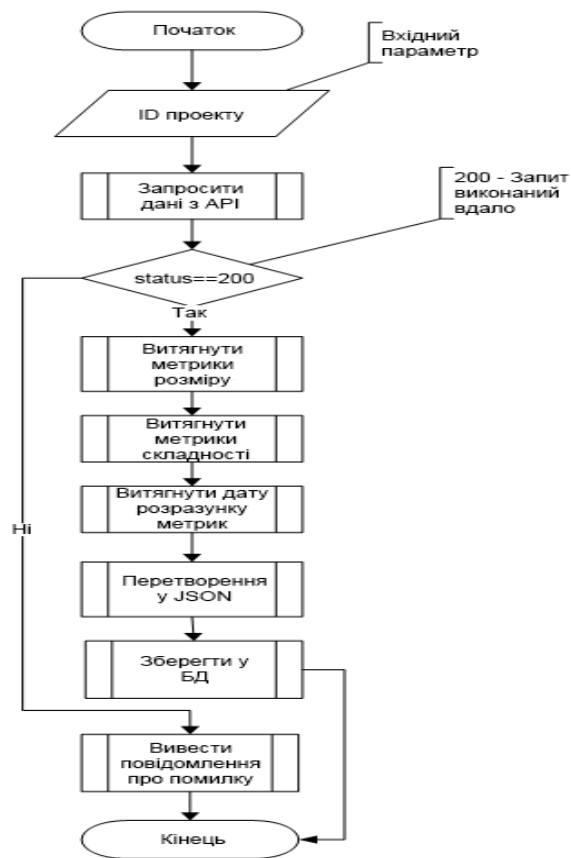 Початок
Вхідний
параметр
ID проекту
Запросити
дані з API
200 - Запит
виконаний
вдало
status==200
Так
Витягнути
метрики
розміру
Витягнути
метрики
складності
Витягнути дату
розразунку
метрик
Ні
Перетворення
у JSON
Зберегти у
БД
Вивести
повідомлення
про помилку
Кінець